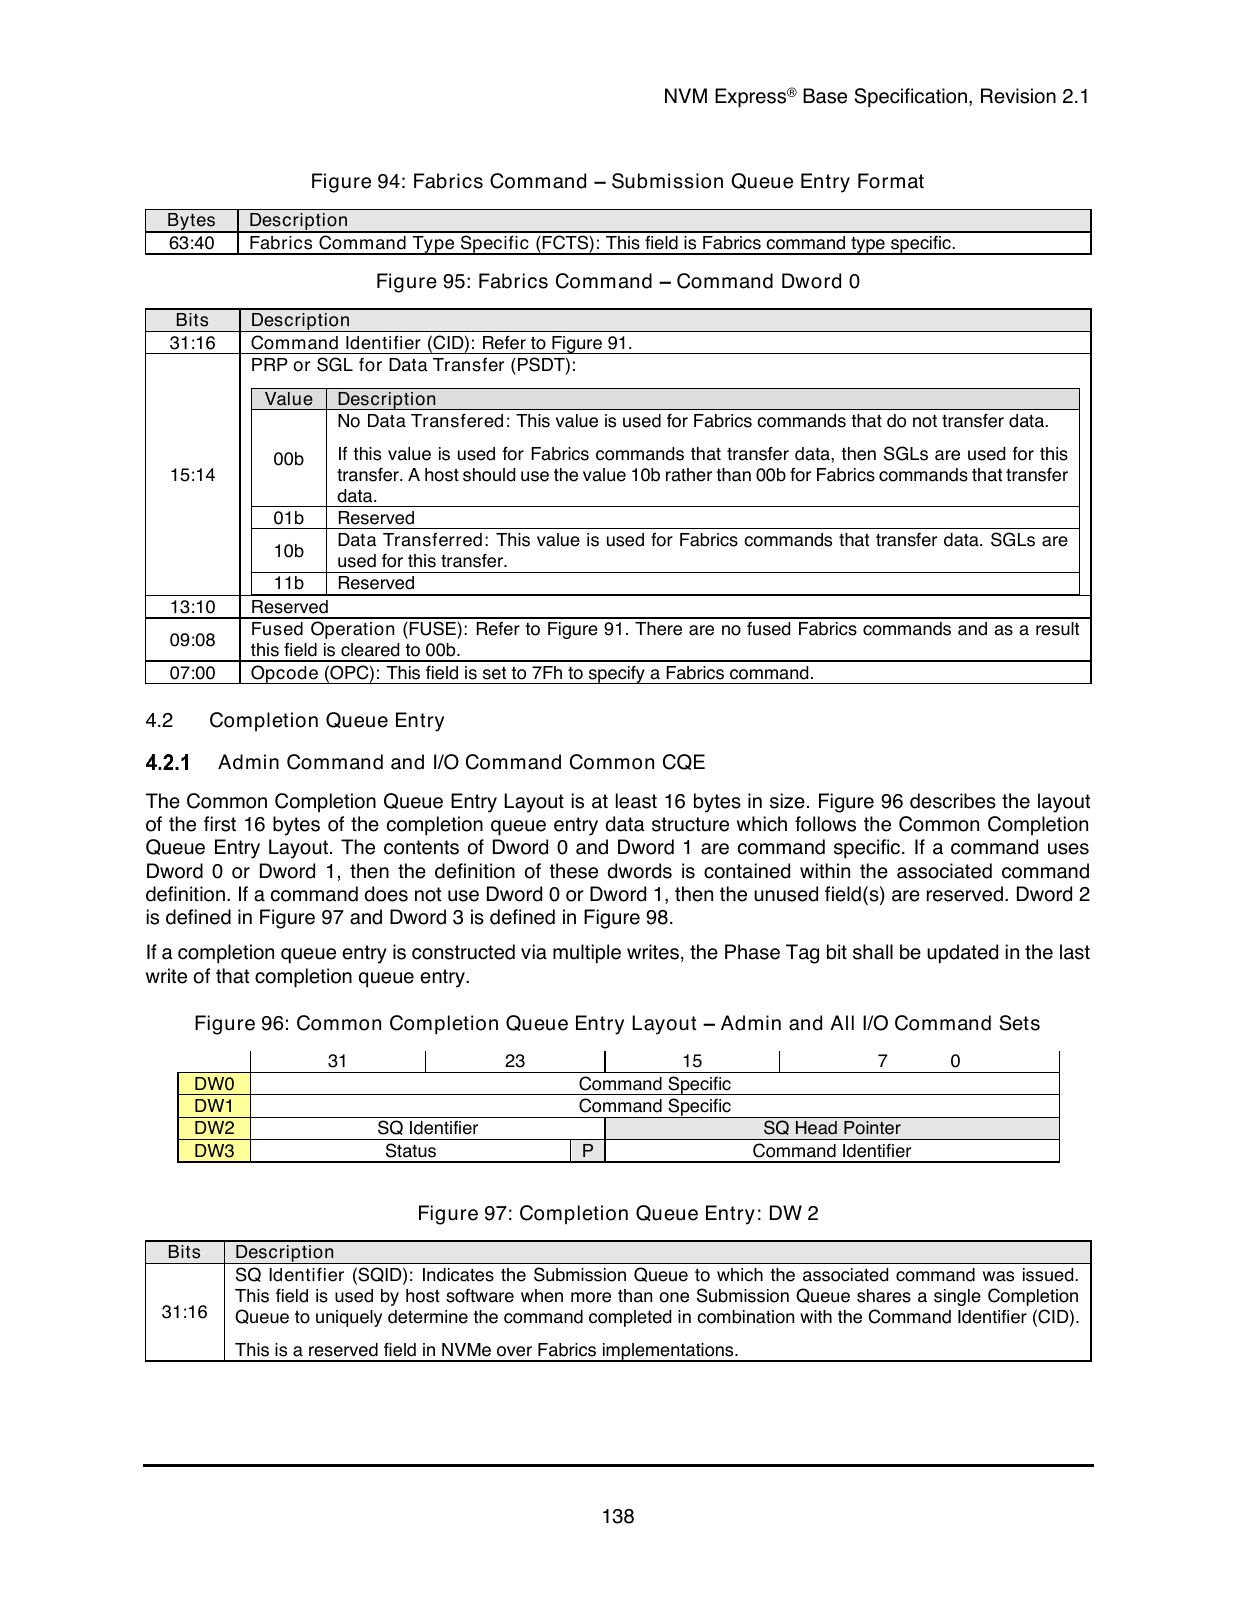 NVM Express® Base Specification, Revision 2.1
Figure 94: Fabrics Command – Submission Queue Entry Format
Bytes Description
63:40 Fabrics Command Type Specific (FCTS): This field is Fabrics command type specific.
Figure 95: Fabrics Command – Command Dword 0
Bits Description
31:16 Command Identifier (CID): Refer to Figure 91.
15:14 PRP or SGL for Data Transfer (PSDT):
Value Description
00b No Data Transfered: This value is used for Fabrics commands that do not transfer data.
If this value is used for Fabrics commands that transfer data, then SGLs are used for this
transfer. A host should use the value 10b rather than 00b for Fabrics commands that transfer
data.
01b Reserved
10b Data Transferred: This value is used for Fabrics commands that transfer data. SGLs are
used for this transfer.
11b Reserved
13:10 Reserved
09:08 Fused Operation (FUSE): Refer to Figure 91. There are no fused Fabrics commands and as a result
this field is cleared to 00b.
07:00 Opcode (OPC): This field is set to 7Fh to specify a Fabrics command.
4.2 Completion Queue Entry
4.2.1 Admin Command and I/O Command Common CQE
The Common Completion Queue Entry Layout is at least 16 bytes in size. Figure 96 describes the layout
of the first 16 bytes of the completion queue entry data structure which follows the Common Completion
Queue Entry Layout. The contents of Dword 0 and Dword 1 are command specific. If a command uses
Dword 0 or Dword 1, then the definition of these dwords is contained within the associated command
definition. If a command does not use Dword 0 or Dword 1, then the unused field(s) are reserved. Dword 2
is defined in Figure 97 and Dword 3 is defined in Figure 98.
If a completion queue entry is constructed via multiple writes, the Phase Tag bit shall be updated in the last
write of that completion queue entry.
Figure 96: Common Completion Queue Entry Layout – Admin and All I/O Command Sets
31 23 15 7 0
DW0 Command Specific
DW1 Command Specific
DW2 SQ Identifier SQ Head Pointer
DW3 Status P Command Identifier
Figure 97: Completion Queue Entry: DW 2
Bits Description
31:16 SQ Identifier (SQID): Indicates the Submission Queue to which the associated command was issued.
This field is used by host software when more than one Submission Queue shares a single Completion
Queue to uniquely determine the command completed in combination with the Command Identifier (CID).
This is a reserved field in NVMe over Fabrics implementations.
138